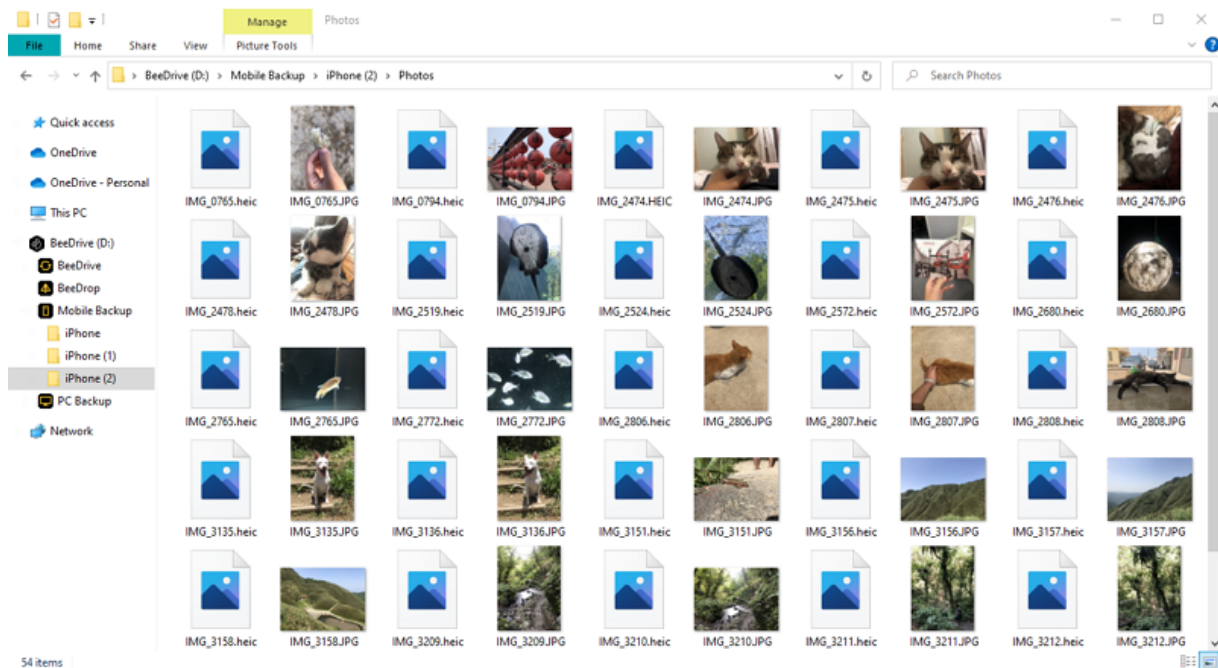 Manage Photos
File Home Share View Picture Tools
BeeDrive (D:) Mobile Backup iPhone (2) Photos Search Photos
Quick access
OneDrive
OneDrive - Personal
This PC
BeeDrive (D:)
BeeDrive
BeeDrop
Mobile Backup
iPhone
iPhone (1)
iPhone (2)
PC Backup
Network
IMG_0765.heic IMG_0765.JPG IMG_0794.heic IMG_0794.JPG IMG_2474.HEIC IMG_2474.JPG IMG_2475.heic IMG_2475.JPG IMG_2476.heic IMG_2476.JPG
IMG_2478.heic IMG_2478.JPG IMG_2519.heic IMG_2519.JPG IMG_2524.heic IMG_2524.JPG IMG_2572.heic IMG_2572.JPG IMG_2680.heic IMG_2680.JPG
IMG_2765.heic IMG_2765.JPG IMG_2772.heic IMG_2772.JPG IMG_2806.heic IMG_2806.JPG IMG_2807.heic IMG_2807.JPG IMG_2808.heic IMG_2808.JPG
IMG_3135.heic IMG_3135.JPG IMG_3136.heic IMG_3136.JPG IMG_3151.heic IMG_3151.JPG IMG_3156.heic IMG_3156.JPG IMG_3157.heic IMG_3157.JPG
IMG_3158.heic IMG_3158.JPG IMG_3209.heic IMG_3209.JPG IMG_3210.heic IMG_3210.JPG IMG_3211.heic IMG_3211.JPG IMG_3212.heic IMG_3212.JPG
54 items